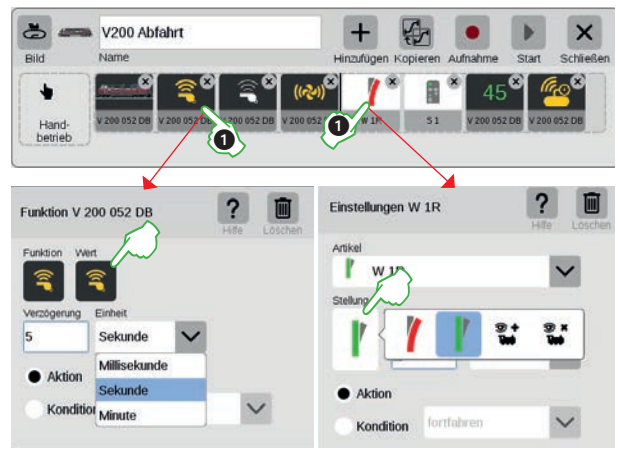 V200 Abfahrt
Bild
Name
Hinzufügen
Kopieren
Aufnahme
Start
Schließen
Hand-
betrieb
V 200 052 DB
V 200 052 DB
V 200 052 DB
V 200 052
W 1R
S 1
45
V 200 052 DB
V 200 052 DB
1
1
Funktion V 200 052 DB
?
Hilfe
Löschen
Funktion
Wert
Verzögerung
Einheit
5
Sekunde
Millisekunde
Sekunde
Minute
Aktion
Kondition
Einstellungen W 1R
?
Hilfe
Löschen
Artikel
W 1R
Stellung
Aktion
Kondition
fortfahren